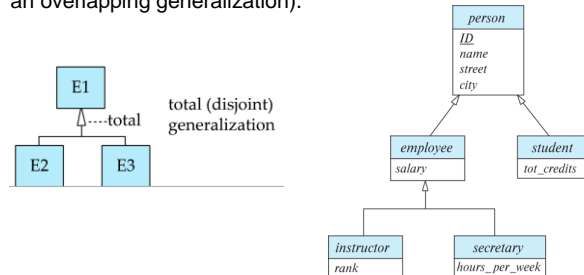 an overlapping generalization).
E1
total
E2
E3
total (disjoint)
generalization
person
ID
name
street
city
employee
salary
student
tot_credits
instructor
rank
secretary
hours_per_week